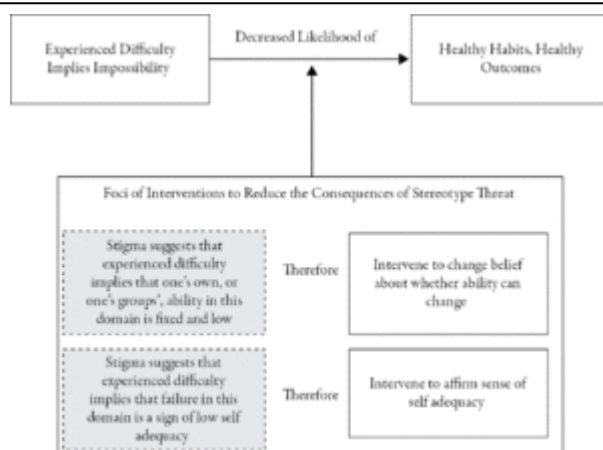 Experienced Difficulty
Implies Impossibility
Decreased Likelihood of
Healthy Habits, Healthy
Outcomes
Foci of Interventions to Reduce the Consequences of Stereotype Threat
Stigma suggests that
experienced difficulty
implies that one's own, or
one's groups', ability in this
domain is fixed and low
Therefore
Intervene to change belief
about whether ability can
change
Stigma suggests that
experienced difficulty
implies that failure in this
domain is a sign of low self
adequacy
Therefore
Intervene to affirm sense of
self adequacy